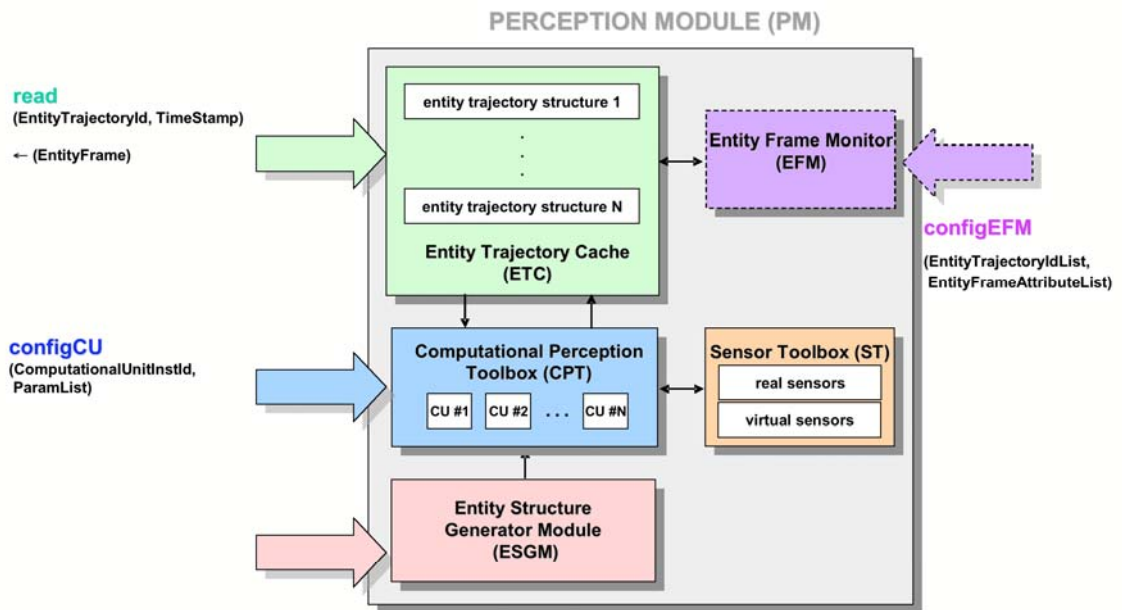 PERCEPTION MODULE (PM)
read
(EntityTrajectoryId, TimeStamp)
← (EntityFrame)
entity trajectory structure 1
.
.
.
entity trajectory structure N
Entity Trajectory Cache
(ETC)
Entity Frame Monitor
(EFM)
configEFM
(EntityTrajectoryIdList,
EntityFrameAttributeList)
configCU
(ComputationalUnitInstId,
ParamList)
Computational Perception
Toolbox (CPT)
CU #1 CU #2 . . . CU #N
Sensor Toolbox (ST)
real sensors
virtual sensors
Entity Structure
Generator Module
(ESGM)